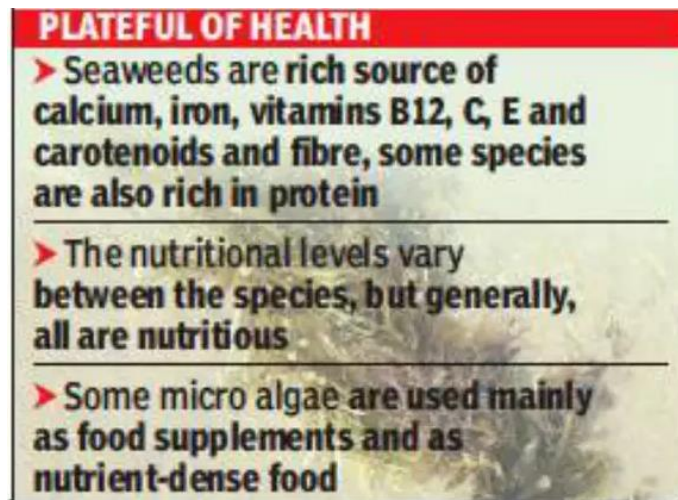 PLATEFUL OF HEALTH
➤ Seaweeds are rich source of
calcium, iron, vitamins B12, C, E and
carotenoids and fibre, some species
are also rich in protein
➤ The nutritional levels vary
between the species, but generally,
all are nutritious
➤ Some micro algae are used mainly
as food supplements and as
nutrient-dense food